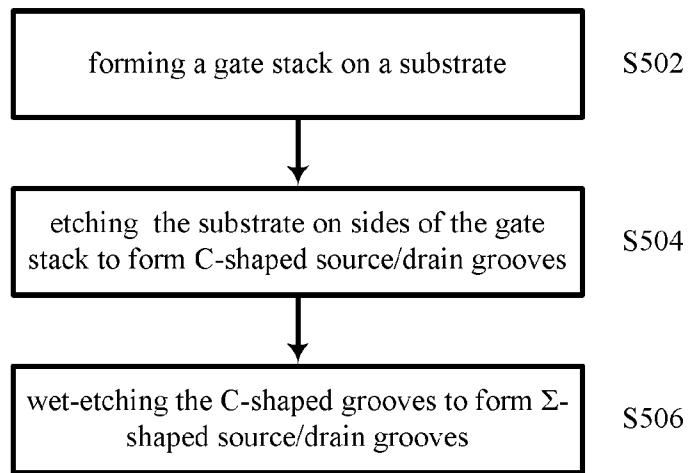 forming a gate stack on a substrate
S502
etching the substrate on sides of the gate
stack to form C-shaped source/drain grooves
S504
wet-etching the C-shaped grooves to form Σ-
shaped source/drain grooves
S506